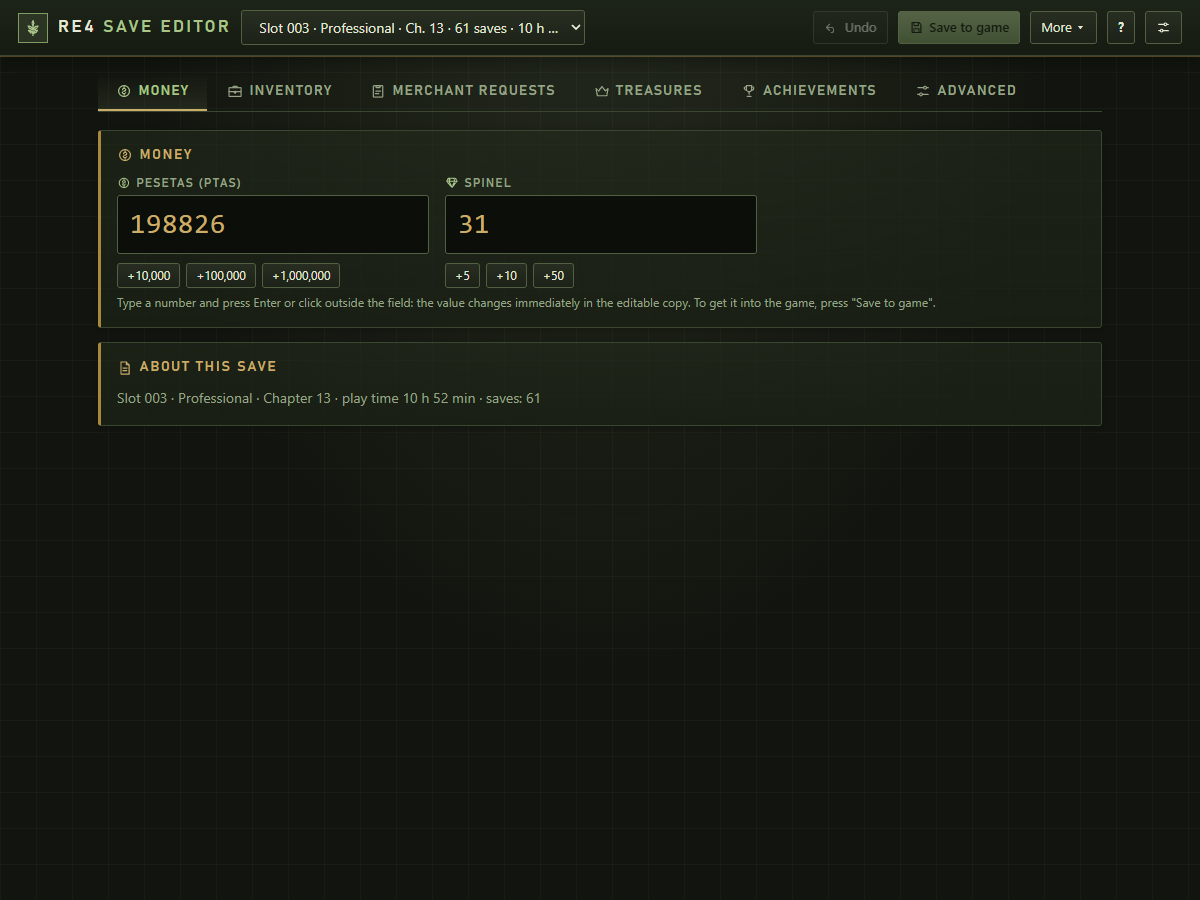 RE4 SAVE EDITOR
Slot 003 · Professional · Ch. 13 · 61 saves · 10 h ...
Undo
Save to game
More
?
MONEY
INVENTORY
MERCHANT REQUESTS
TREASURES
ACHIEVEMENTS
ADVANCED
MONEY
PESETAS (PTAS)
SPINEL
198826
31
+10,000
+100,000
+1,000,000
+5
+10
+50
Type a number and press Enter or click outside the field: the value changes immediately in the editable copy. To get it into the game, press "Save to game".
ABOUT THIS SAVE
Slot 003 · Professional · Chapter 13 · play time 10 h 52 min · saves: 61